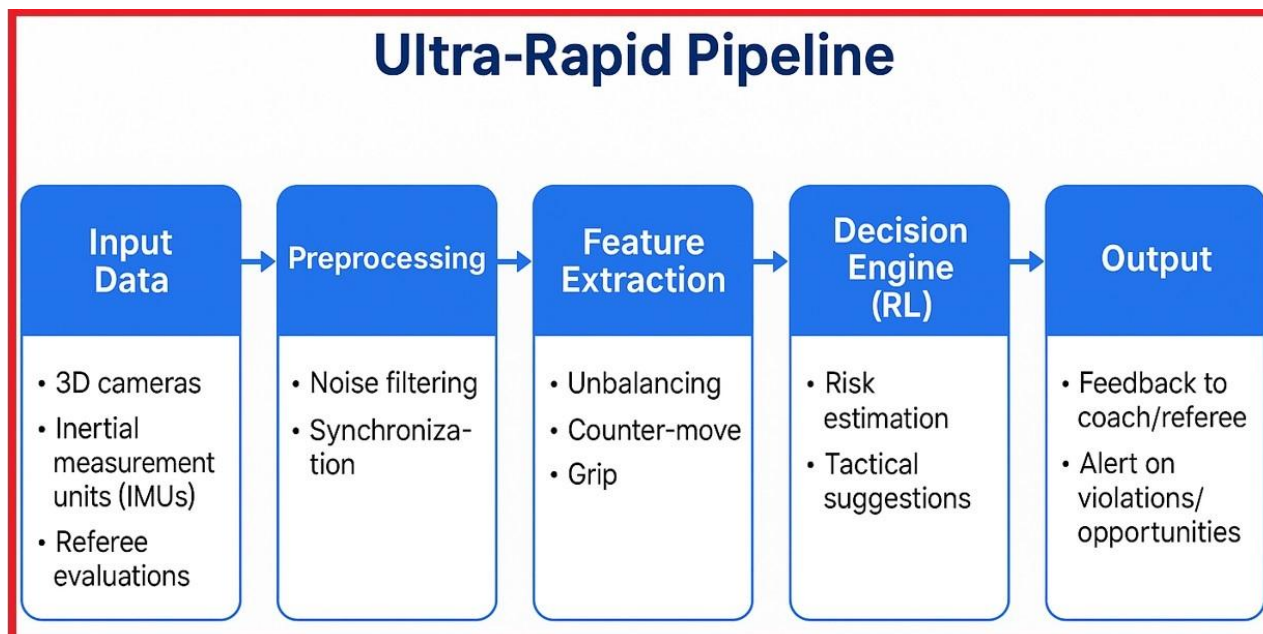 Ultra-Rapid Pipeline
Input
Data
• 3D cameras
• Inertial
measurement
units (IMUs)
• Referee
evaluations
Preprocessing
• Noise filtering
• Synchroniza-
tion
Feature
Extraction
• Unbalancing
• Counter-move
• Grip
Decision
Engine
(RL)
• Risk
estimation
• Tactical
suggestions
Output
• Feedback to
coach/referee
• Alert on
violations/
opportunities